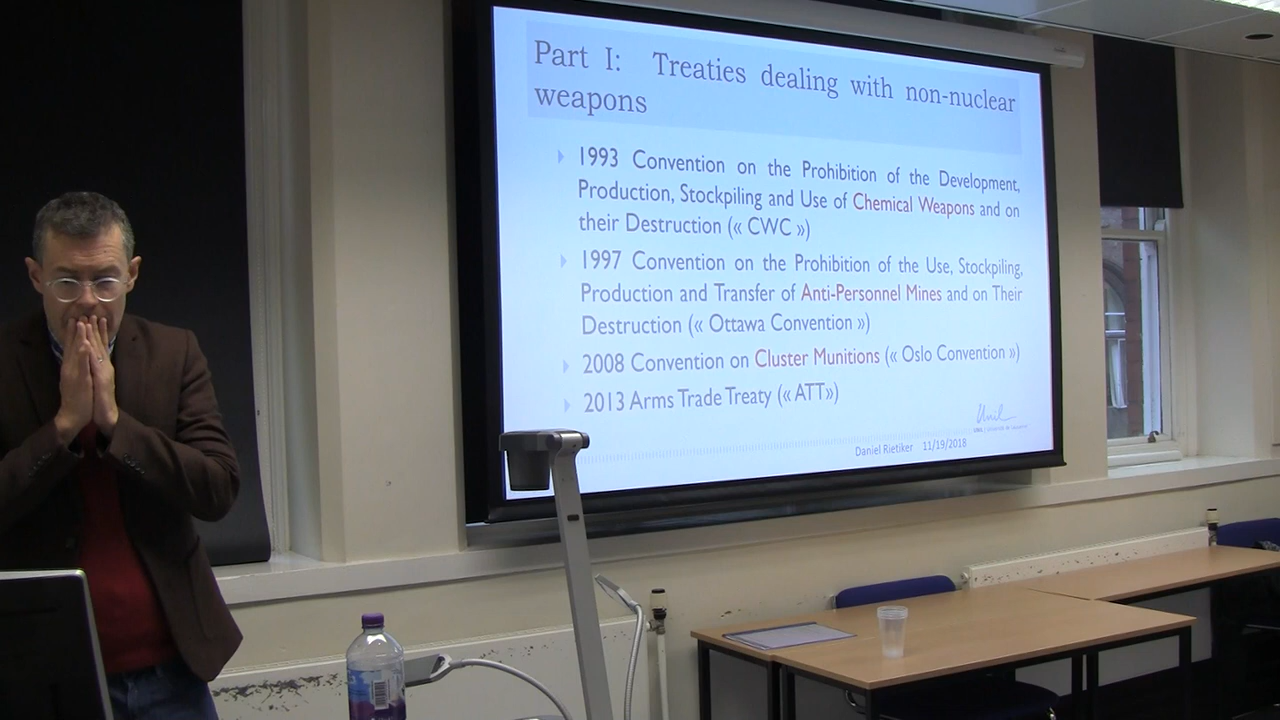 Part I: Treaties dealing with non-nuclear
weapons
1993 Convention on the Prohibition of the Development,
Production, Stockpiling and Use of Chemical Weapons and on
their Destruction (« CWC »)
1997 Convention on the Prohibition of the Use, Stockpiling,
Production and Transfer of Anti-Personnel Mines and on Their
Destruction (« Ottawa Convention »)
2008 Convention on Cluster Munitions (« Oslo Convention »)
2013 Arms Trade Treaty (« ATT»)
Unil
Daniel Rietiker 11/19/2018